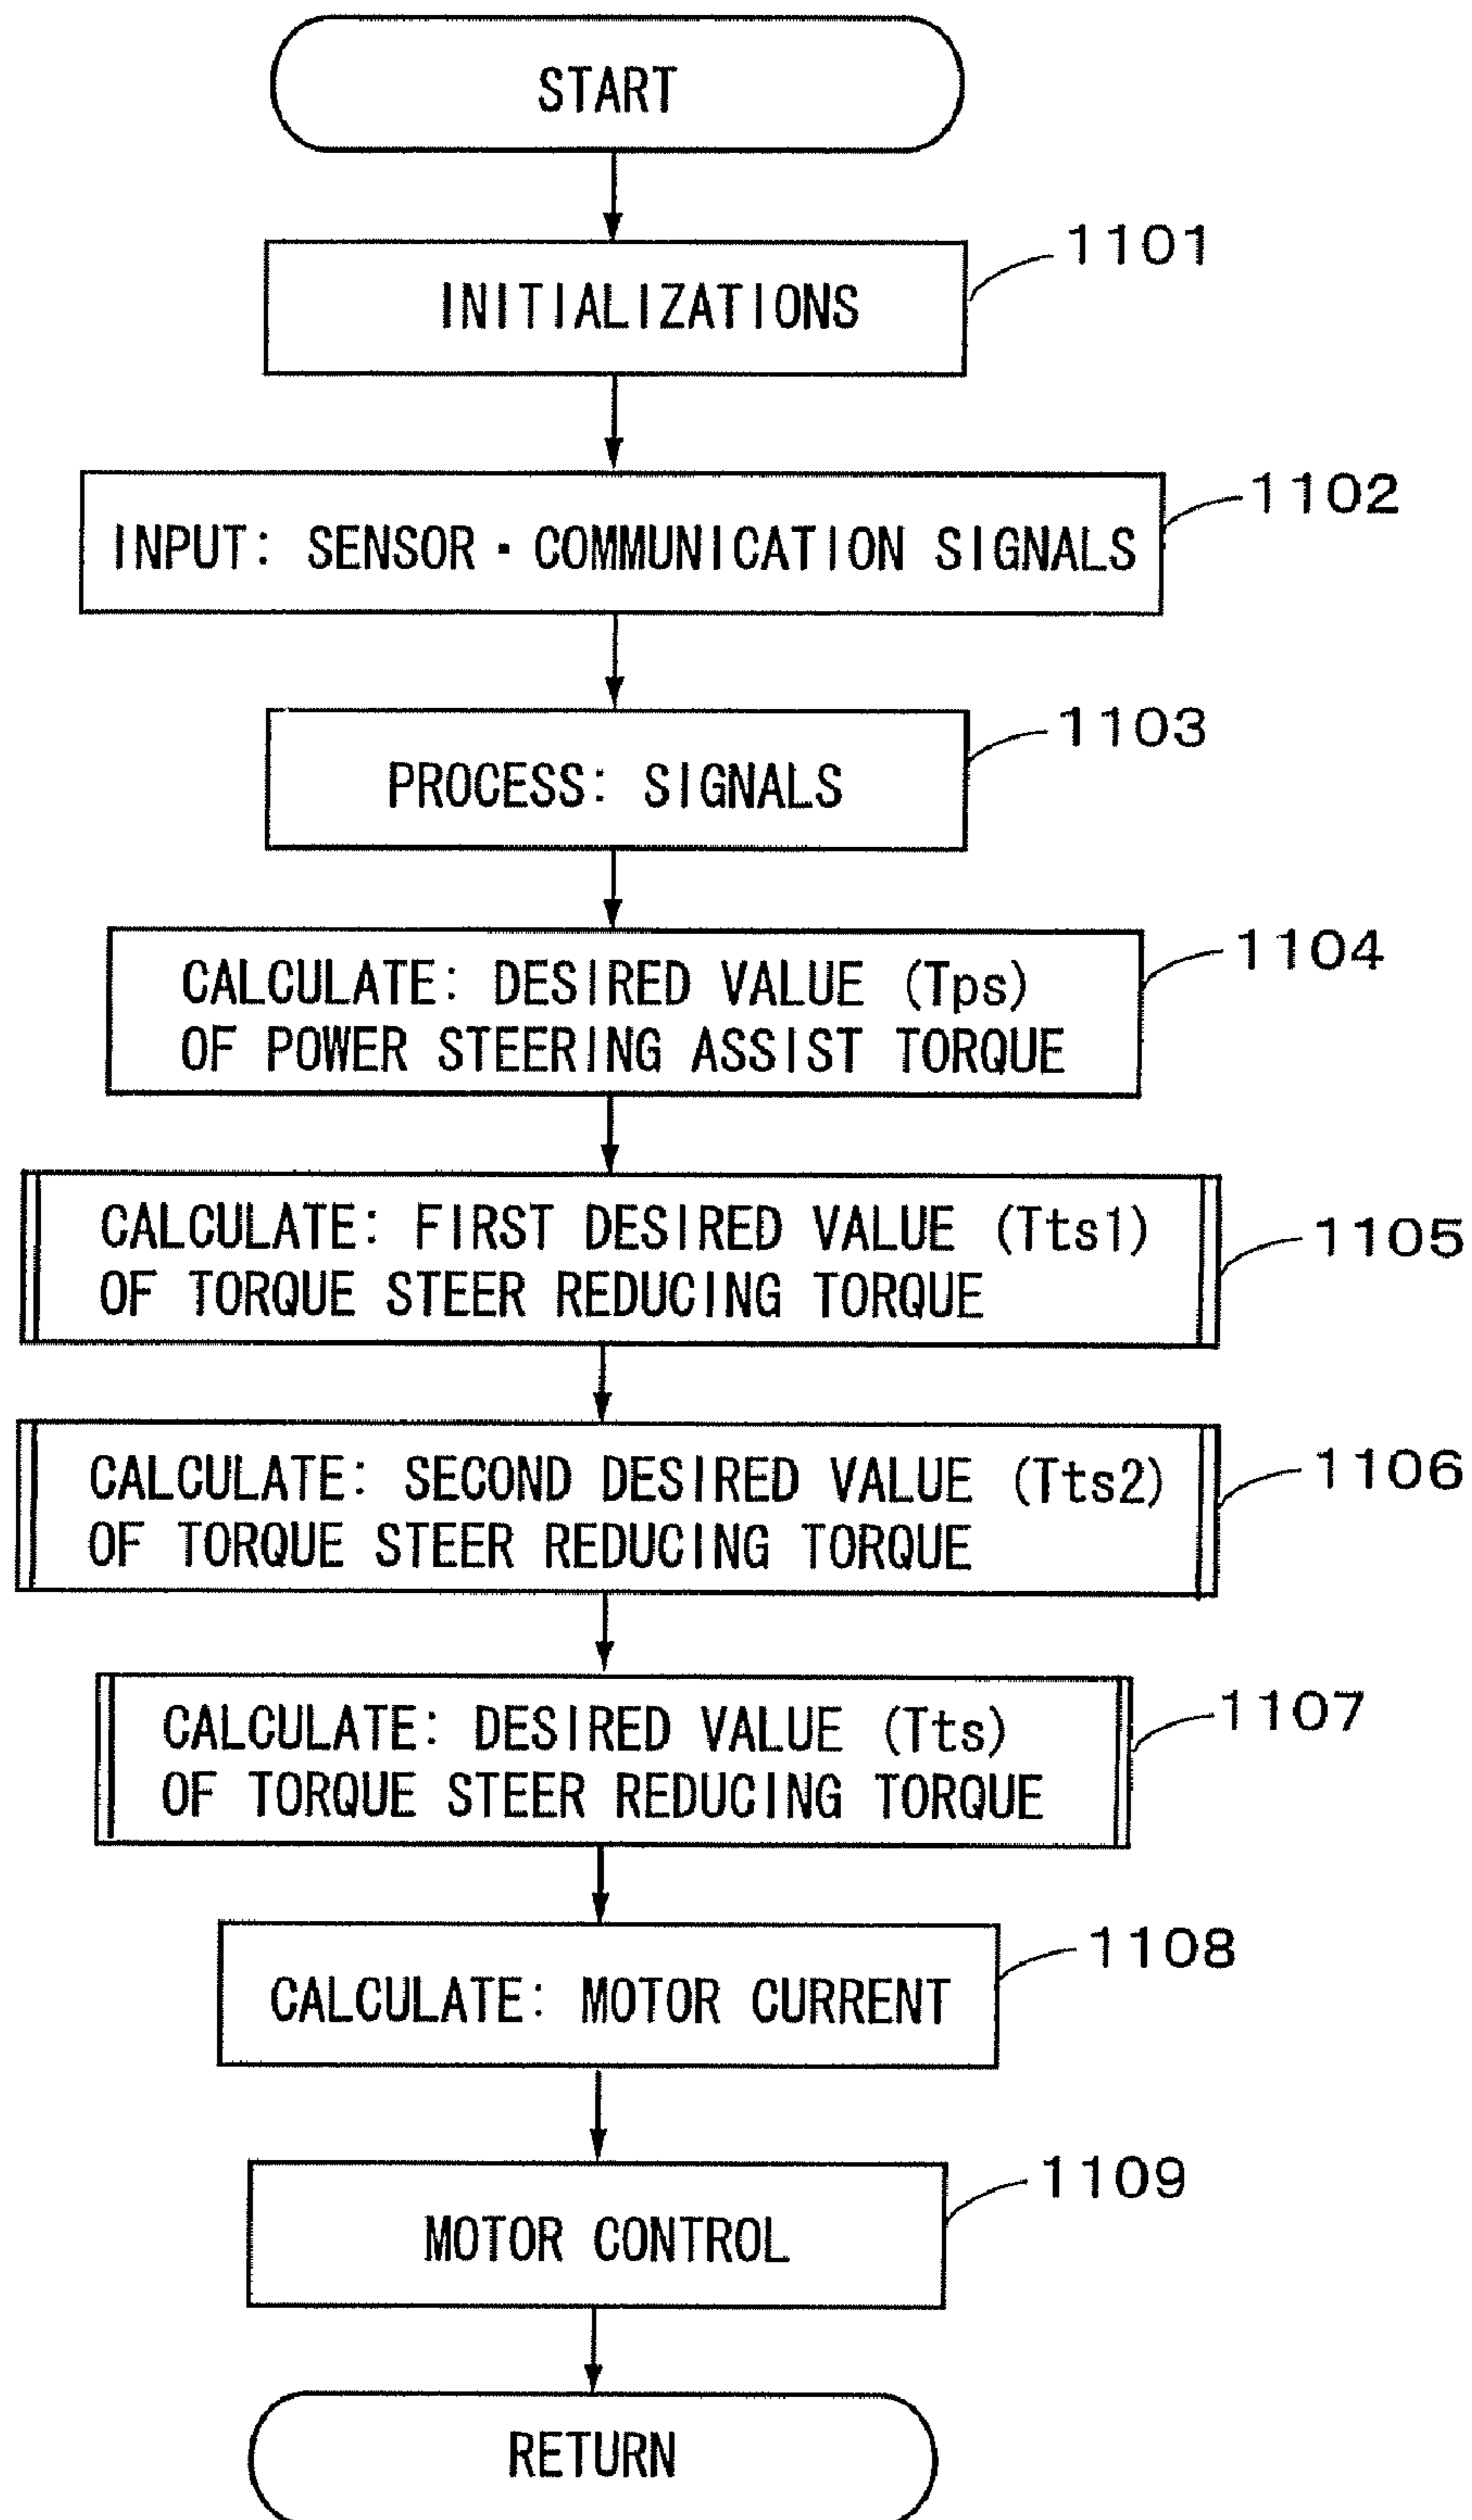 START
1101
INITIALIZATIONS
1102
INPUT: SENSOR・COMMUNICATION SIGNALS
1103
PROCESS: SIGNALS
1104
CALCULATE: DESIRED VALUE (Tps)
OF POWER STEERING ASSIST TORQUE
CALCULATE: FIRST DESIRED VALUE (Tts1)
1105
OF TORQUE STEER REDUCING TORQUE
1106
CALCULATE: SECOND DESIRED VALUE (Tts2)
OF TORQUE STEER REDUCING TORQUE
1107
CALCULATE: DESIRED VALUE (Tts)
OF TORQUE STEER REDUCING TORQUE
1108
CALCULATE: MOTOR CURRENT
1109
MOTOR CONTROL
RETURN